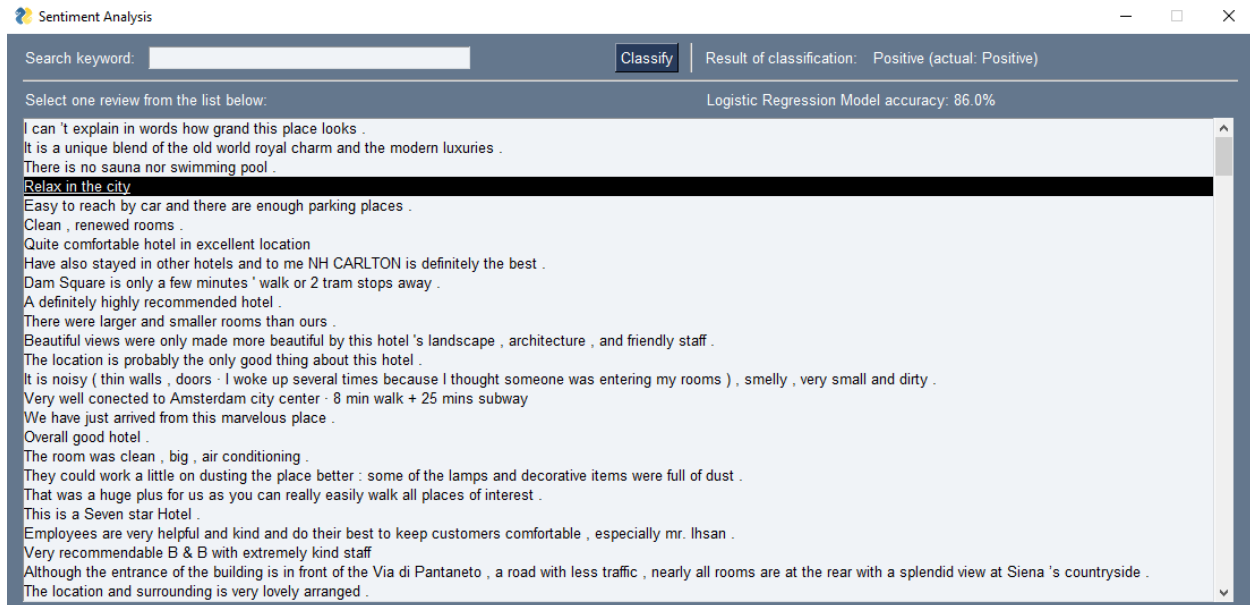 Sentiment Analysis
Search keyword:
Classify
Result of classification: Positive (actual: Positive)
Select one review from the list below:
Logistic Regression Model accuracy: 86.0%
I can 't explain in words how grand this place looks .
It is a unique blend of the old world royal charm and the modern luxuries .
There is no sauna nor swimming pool .
Relax in the city
Easy to reach by car and there are enough parking places .
Clean , renewed rooms .
Quite comfortable hotel in excellent location
Have also stayed in other hotels and to me NH CARLTON is definitely the best .
Dam Square is only a few minutes ' walk or 2 tram stops away .
A definitely highly recommended hotel .
There were larger and smaller rooms than ours .
Beautiful views were only made more beautiful by this hotel 's landscape , architecture , and friendly staff .
The location is probably the only good thing about this hotel .
It is noisy ( thin walls , doors · I woke up several times because I thought someone was entering my rooms ) , smelly , very small and dirty .
Very well conected to Amsterdam city center · 8 min walk + 25 mins subway
We have just arrived from this marvelous place .
Overall good hotel .
The room was clean , big , air conditioning .
They could work a little on dusting the place better : some of the lamps and decorative items were full of dust .
That was a huge plus for us as you can really easily walk all places of interest .
This is a Seven star Hotel .
Employees are very helpful and kind and do their best to keep customers comfortable , especially mr. Ihsan .
Very recommendable B & B with extremely kind staff
Although the entrance of the building is in front of the Via di Pantaneto , a road with less traffic , nearly all rooms are at the rear with a splendid view at Siena 's countryside .
The location and surrounding is very lovely arranged .